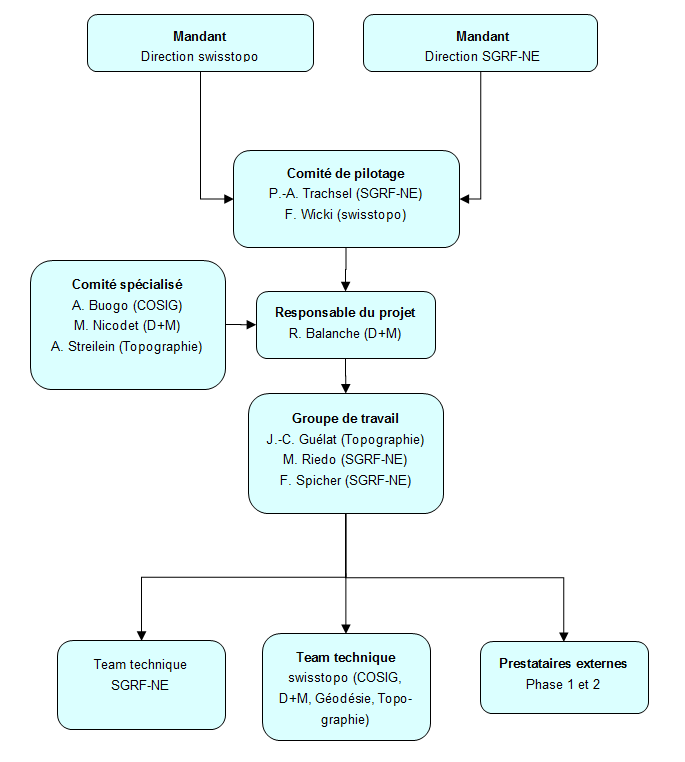 Mandant
Direction swisstopo
Mandant
Direction SGRF-NE
Comité de pilotage
P.-A. Trachsel (SGRF-NE)
F. Wicki (swisstopo)
Comité spécialisé
A. Buogo (COSIG)
M. Nicodet (D+M)
A. Streilein (Topographie)
Responsable du projet
R. Balanche (D+M)
Groupe de travail
J.-C. Guélat (Topographie)
M. Riedo (SGRF-NE)
F. Spicher (SGRF-NE)
Team technique
SGRF-NE
Team technique
swisstopo (COSIG,
D+M, Géodésie, Topo-
graphie)
Prestataires externes
Phase 1 et 2